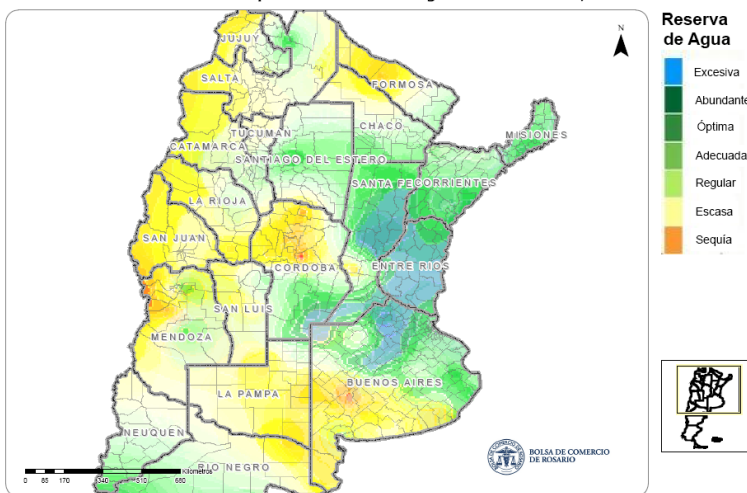 N
Reserva
de Agua
Excesiva
Abundante
Óptima
Adecuada
Regular
Escasa
Sequía
JUJUY
SALTA
FORMOSA
CHACO
TUCUMAN
MISIONES
CATAMARCA
SANTIAGO DEL ESTERO
SANTA FE
CORRIENTES
LA RIOJA
SAN JUAN
CORDOBA
ENTRE RIOS
SAN LUIS
MENDOZA
BUENOS AIRES
LA PAMPA
NEUQUEN
RIO NEGRO
Kilometros
0 85 170 340 510 680
BOLSA DE COMERCIO
DE ROSARIO